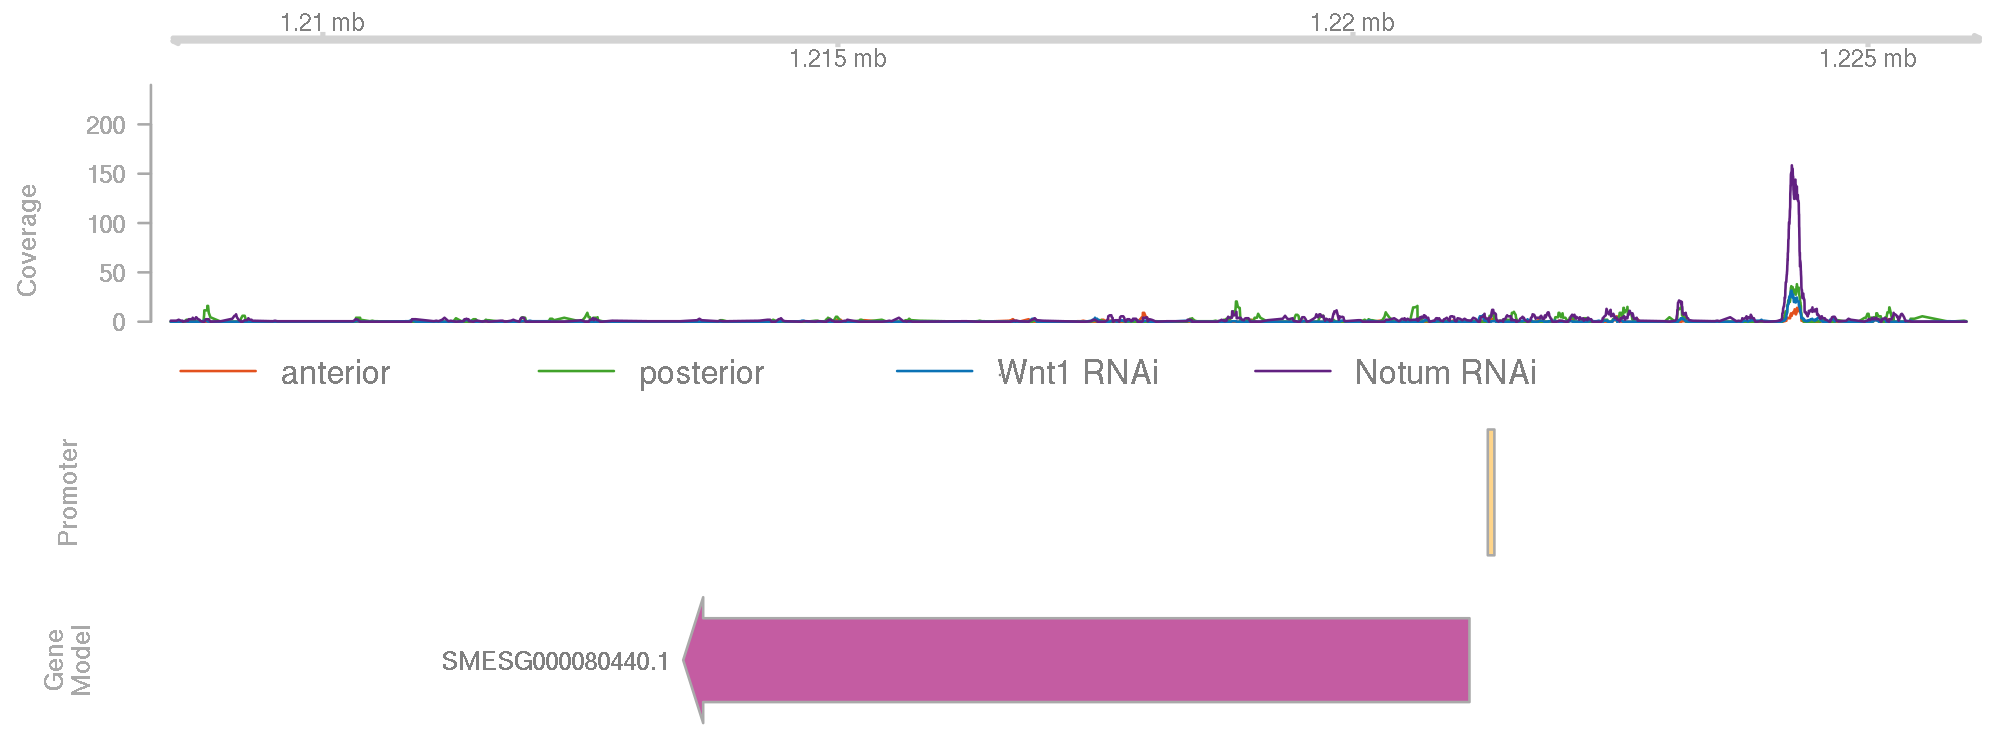 1.21 mb
1.22 mb
1.215 mb
1.225 mb
Coverage
200
150
100
50
0
anterior
posterior
Wnt1 RNAi
Notum RNAi
Promoter
Gene
Model
SMESG000080440.1